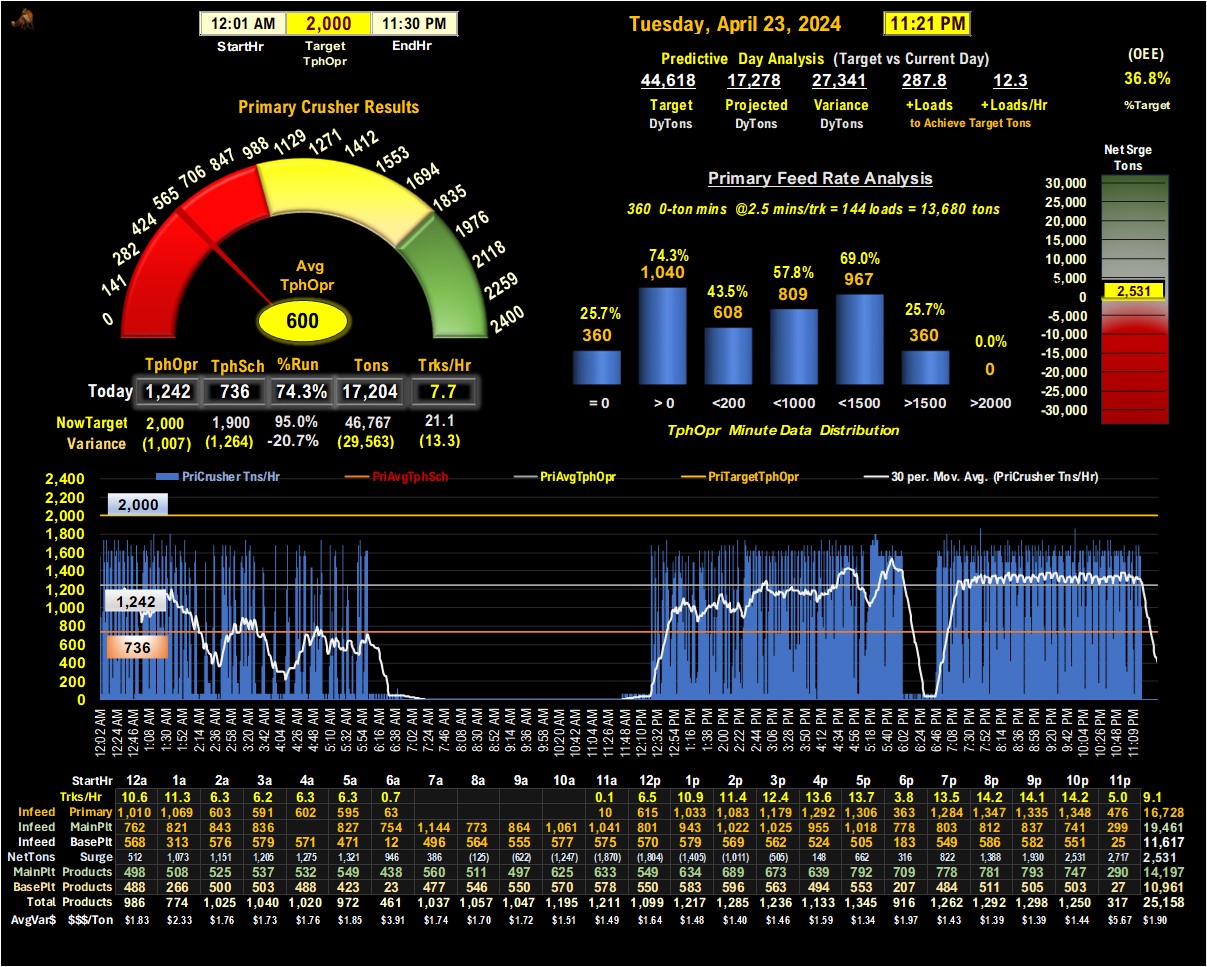 12:01 AM 2,000 11:30 PM
StartHr Target TphOpr EndHr
Tuesday, April 23, 2024 11:21 PM
Predictive Day Analysis (Target vs Current Day)
44,618 17,278 27,341 287.8 12.3
Target Projected Variance +Loads +Loads/Hr
DyTons DyTons DyTons to Achieve Target Tons
(OEE)
36.8%
%Target
Primary Crusher Results
0 141 282 424 565 706 847 988 1129 1271 1412 1553 1694 1835 1976 2118 2259 2400
Avg
TphOpr
600
TphOpr TphSch %Run Tons Trks/Hr
Today 1,242 736 74.3% 17,204 7.7
NowTarget 2,000 1,900 95.0% 46,767 21.1
Variance (1,007) (1,264) -20.7% (29,563) (13.3)
Primary Feed Rate Analysis
360 0-ton mins @2.5 mins/trk = 144 loads = 13,680 tons
25.7% 74.3% 43.5% 57.8% 69.0% 25.7% 0.0%
360 1,040 608 809 967 360 0
= 0 > 0 <200 <1000 <1500 >1500 >2000
TphOpr Minute Data Distribution
Net Srge
Tons
30,000
25,000
20,000
15,000
10,000
5,000
0 2,531
-5,000
-10,000
-15,000
-20,000
-25,000
-30,000
PriCrusher Tns/Hr PriAvgTphSch PriAvgTphOpr PriTargetTphOpr 30 per. Mov. Avg. (PriCrusher Tns/Hr)
2,400
2,200
2,000
1,800
1,600
1,400
1,200
1,000
800
600
400
200
0
2,000
1,242
736
12:02 AM 12:24 AM 12:46 AM 1:08 AM 1:30 AM 1:52 AM 2:14 AM 2:36 AM 2:58 AM 3:20 AM 3:42 AM 4:04 AM 4:26 AM 4:48 AM 5:10 AM 5:32 AM 5:54 AM 6:16 AM 6:38 AM 7:02 AM 7:24 AM 7:46 AM 8:08 AM 8:30 AM 8:52 AM 9:14 AM 9:36 AM 9:58 AM 10:20 AM 10:42 AM 11:04 AM 11:26 AM 11:48 AM 12:10 PM 12:32 PM 12:54 PM 1:16 PM 1:38 PM 2:00 PM 2:22 PM 2:44 PM 3:06 PM 3:28 PM 3:50 PM 4:12 PM 4:34 PM 4:56 PM 5:18 PM 5:40 PM 6:02 PM 6:24 PM 6:46 PM 7:08 PM 7:30 PM 7:52 PM 8:14 PM 8:36 PM 8:58 PM 9:20 PM 9:42 PM 10:04 PM 10:26 PM 10:48 PM 11:09 PM
StartHr 12a 1a 2a 3a 4a 5a 6a 7a 8a 9a 10a 11a 12p 1p 2p 3p 4p 5p 6p 7p 8p 9p 10p 11p
Trks/Hr 10.6 11.3 6.3 6.2 6.3 6.3 0.7 0.1 6.5 10.9 11.4 12.4 13.6 13.7 3.8 13.5 14.2 14.1 14.2 5.0 9.1
Infeed Primary 1,010 1,069 603 591 602 595 63 10 615 1,033 1,083 1,179 1,292 1,306 363 1,284 1,347 1,335 1,348 476 16,728
Infeed MainPlt 762 821 843 836 827 754 1,144 773 864 1,061 1,041 801 943 1,022 1,025 955 1,018 778 803 812 837 741 299 19,461
Infeed BasePlt 568 313 576 579 571 471 12 496 564 555 577 575 570 579 569 562 524 505 183 549 586 582 551 25 11,617
NetTons Surge 512 1,073 1,151 1,205 1,275 1,321 946 386 (125) (622) (1,247) (1,870) (1,804) (1,405) (1,011) (505) 148 662 316 822 1,388 1,930 2,531 2,717 2,531
MainPlt Products 498 508 525 537 532 549 438 560 511 497 625 633 549 634 689 673 639 792 709 778 781 793 747 290 14,197
BasePlt Products 488 266 500 503 488 423 23 477 546 550 570 578 550 583 596 563 494 553 207 484 511 505 503 27 10,961
Total Products 986 774 1,025 1,040 1,020 972 461 1,037 1,057 1,047 1,195 1,211 1,099 1,217 1,285 1,236 1,133 1,345 916 1,262 1,292 1,298 1,250 317 25,158
AvgVar$ $$$/Ton $1.83 $2.33 $1.76 $1.73 $1.76 $1.85 $3.91 $1.74 $1.70 $1.72 $1.51 $1.49 $1.64 $1.48 $1.40 $1.46 $1.59 $1.34 $1.97 $1.43 $1.39 $1.39 $1.44 $5.67 $1.90